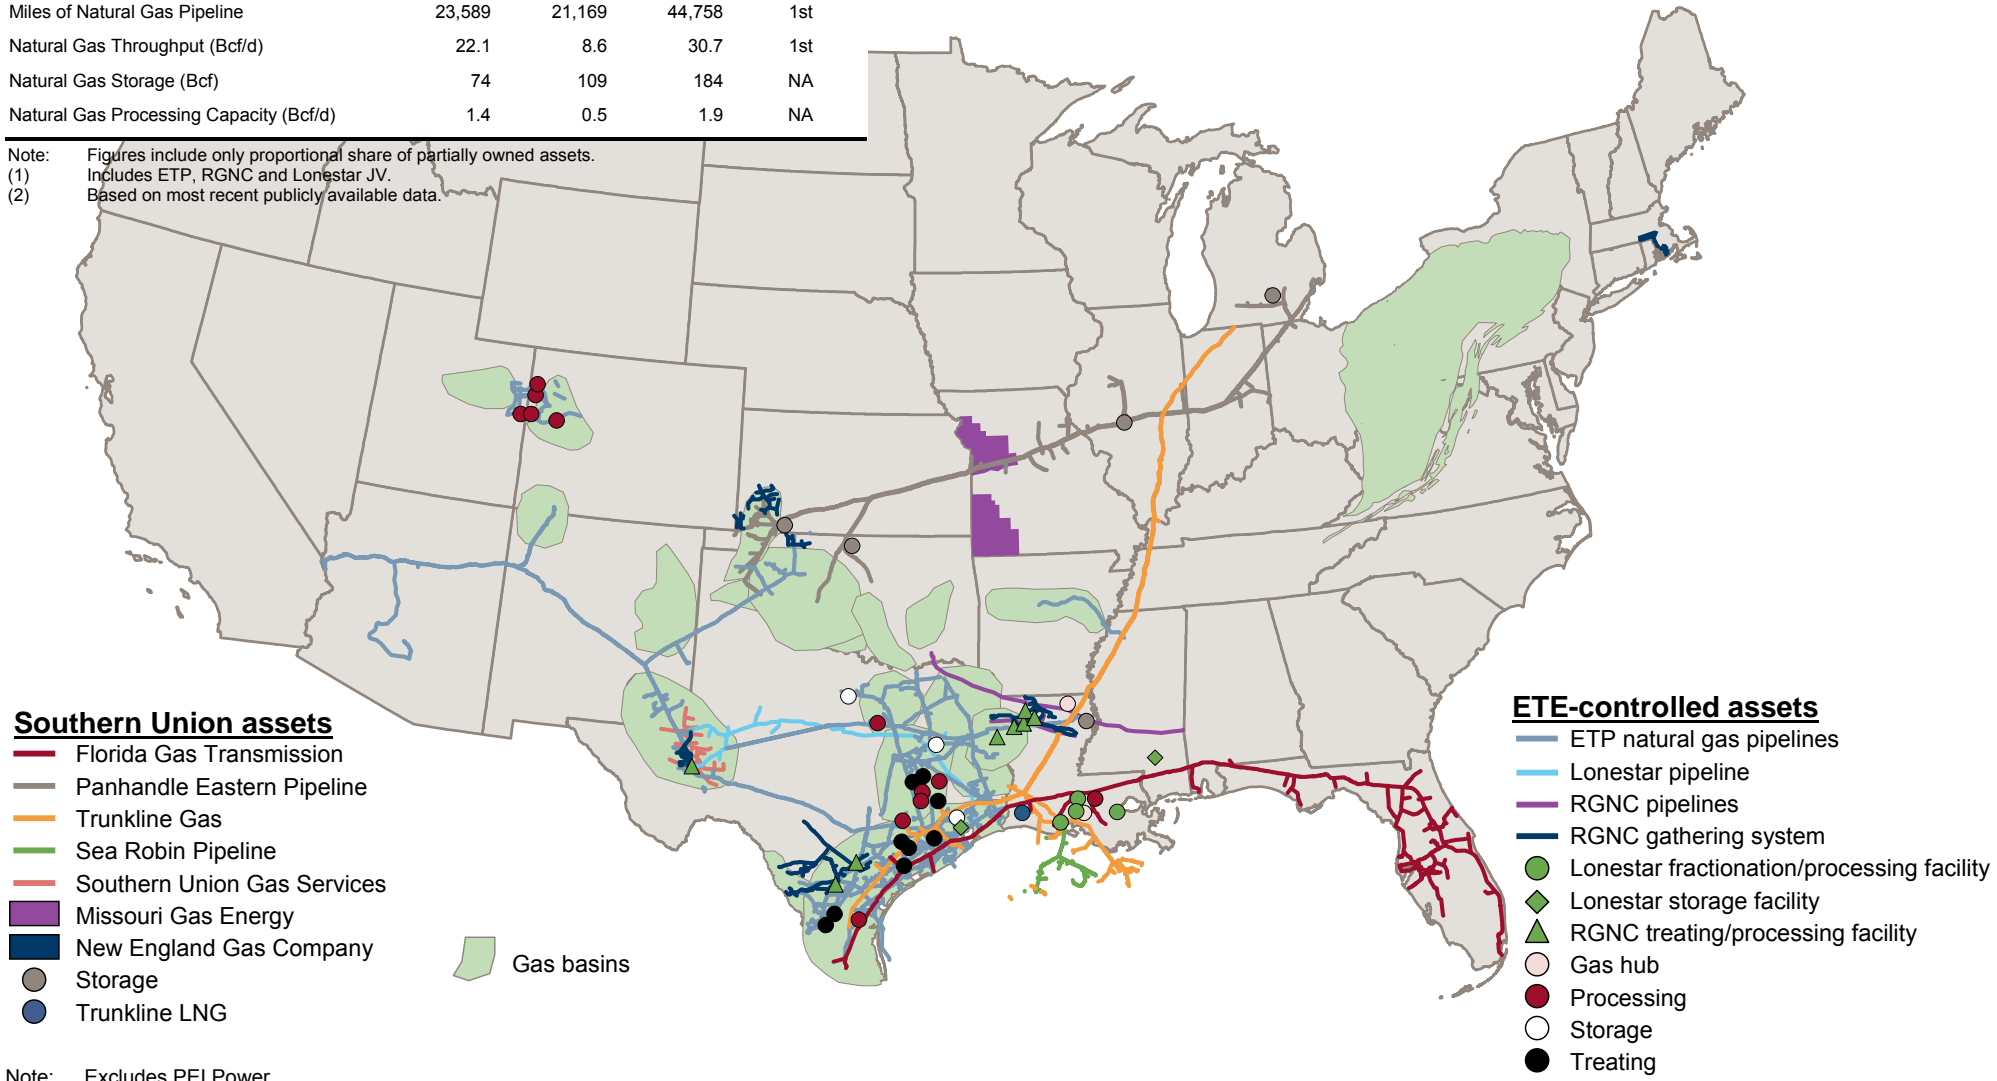 Miles of Natural Gas Pipeline 23,589 21,169 44,758 1st
Natural Gas Throughput (Bcf/d) 22.1 8.6 30.7 1st
Natural Gas Storage (Bcf) 74 109 184 NA
Natural Gas Processing Capacity (Bcf/d) 1.4 0.5 1.9 NA
Note: Figures include only proportional share of partially owned assets.
(1) Includes ETP, RGNC and Lonestar JV.
(2) Based on most recent publicly available data.
Southern Union assets
Florida Gas Transmission
Panhandle Eastern Pipeline
Trunkline Gas
Sea Robin Pipeline
Southern Union Gas Services
Missouri Gas Energy
New England Gas Company
Storage
Trunkline LNG
Gas basins
ETE-controlled assets
ETP natural gas pipelines
Lonestar pipeline
RGNC pipelines
RGNC gathering system
Lonestar fractionation/processing facility
Lonestar storage facility
RGNC treating/processing facility
Gas hub
Processing
Storage
Treating
Note: Excludes PEI Power